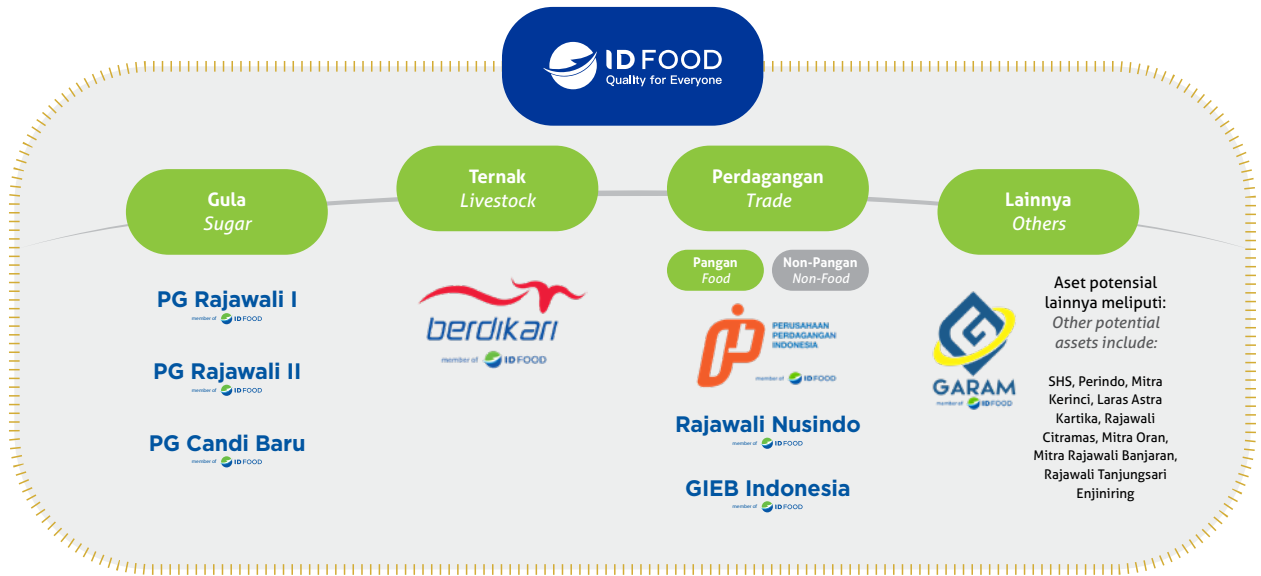 ID FOOD
Quality for Everyone
Gula
Sugar
PG Rajawali I
member of ID FOOD
PG Rajawali II
member of ID FOOD
PG Candi Baru
member of ID FOOD
Ternak
Livestock
berdikari
member of ID FOOD
Perdagangan
Trade
Pangan
Food
Non-Pangan
Non-Food
PERUSAHAAN
PERDAGANGAN
INDONESIA
member of ID FOOD
Rajawali Nusindo
member of ID FOOD
GIEB Indonesia
member of ID FOOD
Lainnya
Others
GARAM
member of ID FOOD
Aset potensial
lainnya meliputi:
Other potential
assets include:
SHS, Perindo, Mitra
Kerinci, Laras Astra
Kartika, Rajawali
Citramas, Mitra Oran,
Mitra Rajawali Banjaran,
Rajawali Tanjungsari
Enjiniring